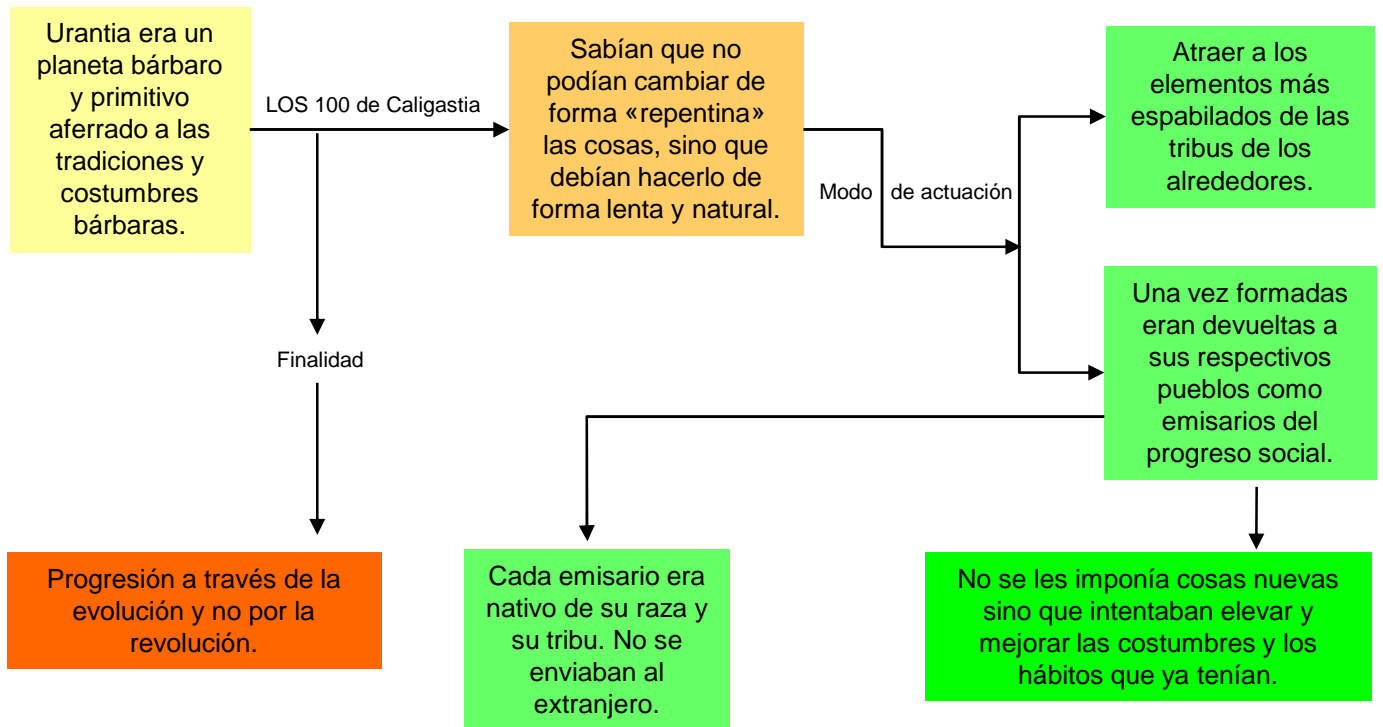 Urantia era un
planeta bárbaro
y primitivo
aferrado a las
tradiciones y
costumbres
bárbaras.
LOS 100 de Caligastia
Sabían que no
podían cambiar de
forma «repentina»
las cosas, sino que
debían hacerlo de
forma lenta y natural.
Modo de actuación
Atraer a los
elementos más
espabilados de las
tribus de los
alrededores.
Una vez formadas
eran devueltas a
sus respectivos
pueblos como
emisarios del
progreso social.
Finalidad
Progresión a través de la
evolución y no por la
revolución.
Cada emisario era
nativo de su raza y
su tribu. No se
enviaban al
extranjero.
No se les imponía cosas nuevas
sino que intentaban elevar y
mejorar las costumbres y los
hábitos que ya tenían.